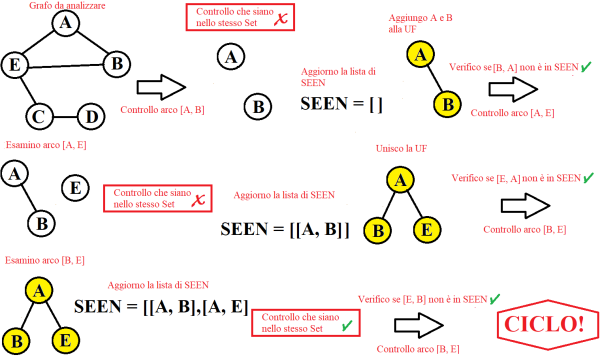 Grafo da analizzare
A
E
B
C
D
Controllo arco [A, B]
Controllo che siano
nello stesso Set ✗
A
B
Aggiorno la lista di
SEEN
SEEN = [ ]
Aggiungo A e B
alla UF
A
B
Verifico se [B, A] non è in SEEN ✓
Controllo arco [A, E]
Esamino arco [A, E]
A
B
E
Controllo che siano
nello stesso Set ✗
Aggiorno la lista di SEEN
SEEN = [[A, B]]
Unisco la UF
A
B
E
Verifico se [E, A] non è in SEEN ✓
Controllo arco [B, E]
Esamino arco [B, E]
A
B
E
Aggiorno la lista di SEEN
SEEN = [[A, B],[A, E]
Controllo che siano
nello stesso Set ✓
Verifico se [E, B] non è in SEEN ✓
Controllo arco [B, E]
CICLO!